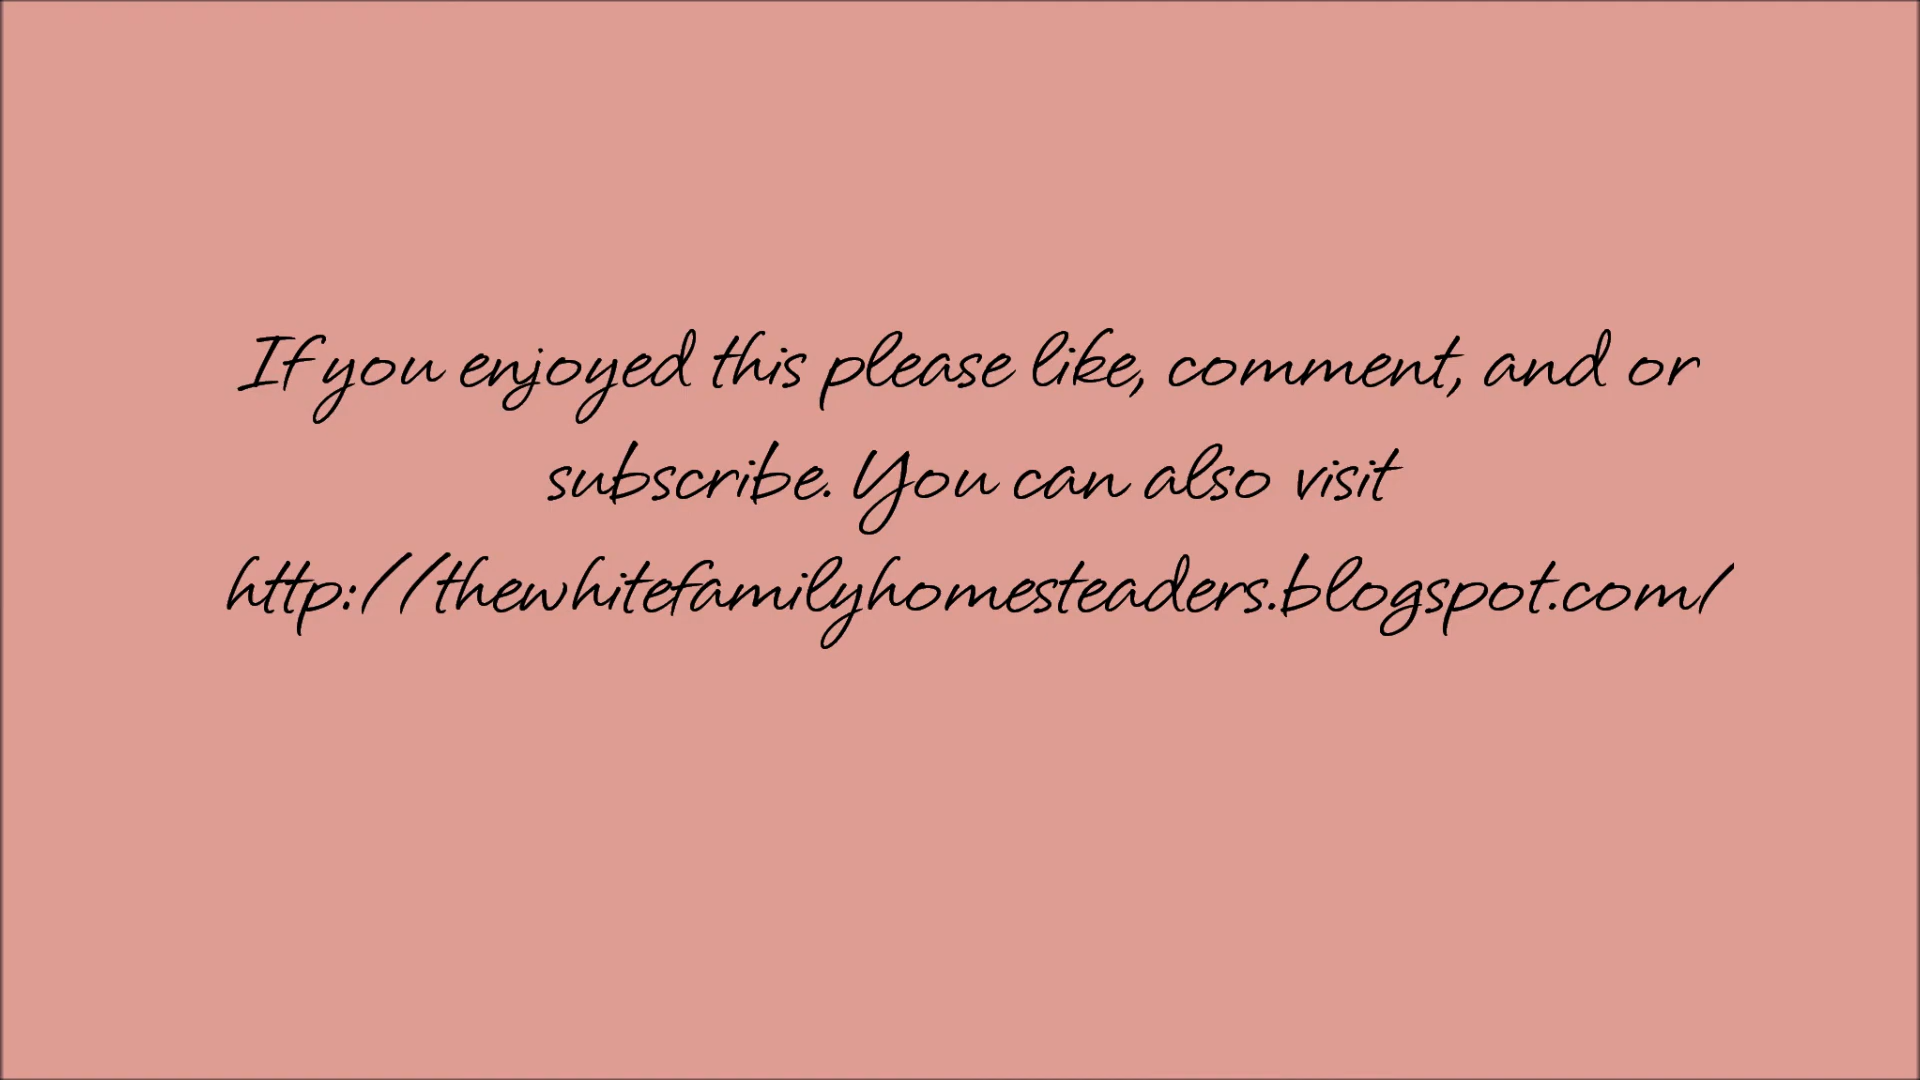 If you enjoyed this please like, comment, and or
subscribe. You can also visit
http://thewhitefamilyhomesteaders.blogspot.com/